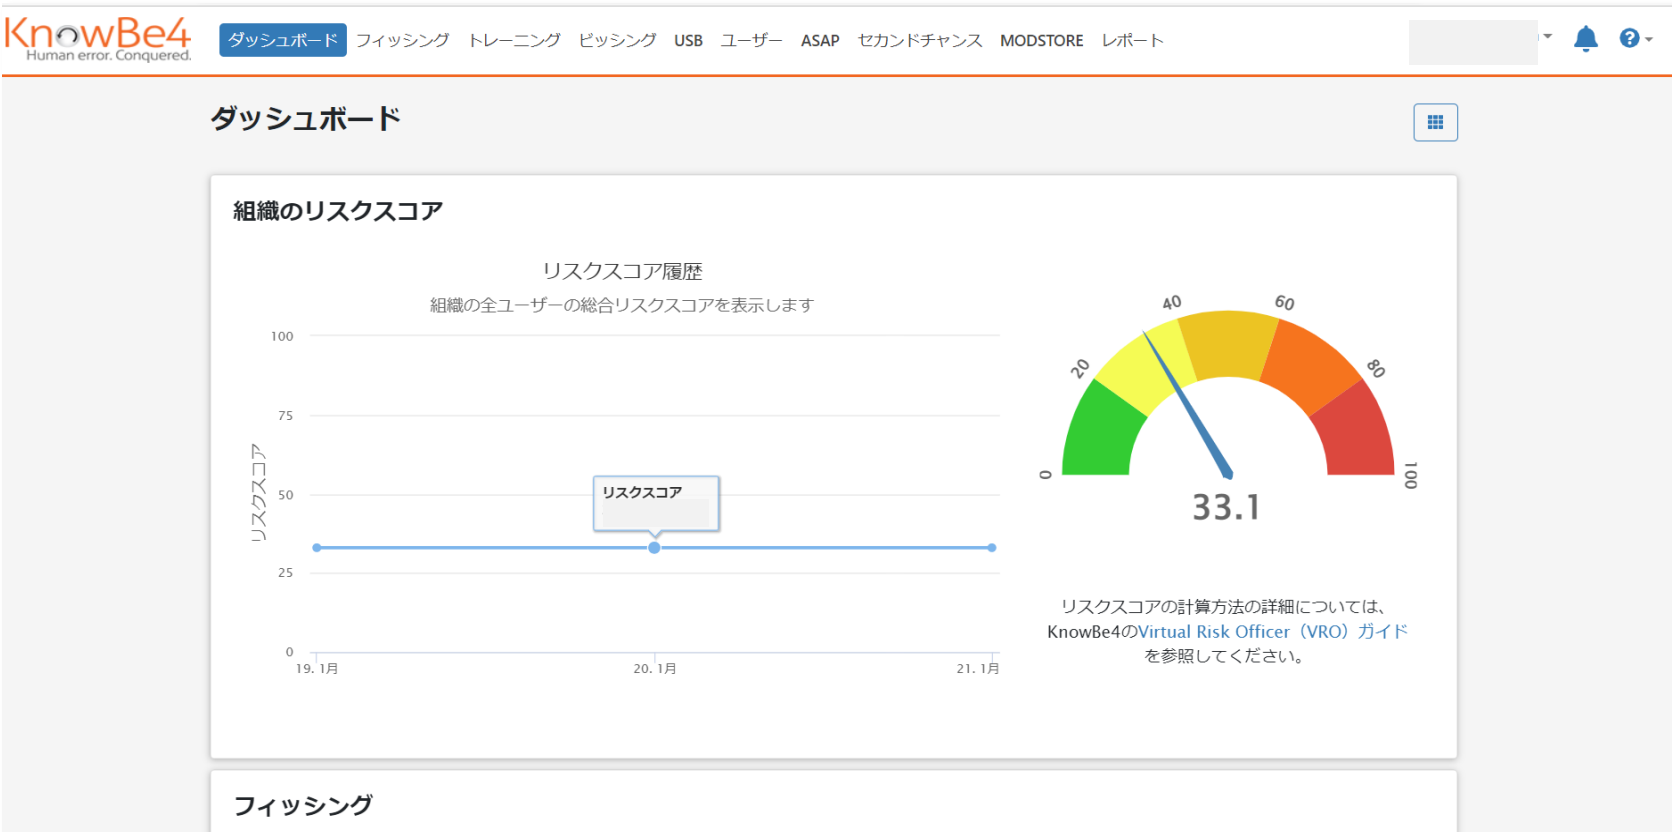 KnowBe4
Human error. Conquered.
ダッシュボード フィッシング トレーニング ビッシング USB ユーザー ASAP セカンドチャンス MODSTORE レポート
ダッシュボード
組織のリスクスコア
リスクスコア履歴
組織の全ユーザーの総合リスクスコアを表示します
リスクスコア
100
75
50
25
0
リスクスコア
19. 1月
20. 1月
21. 1月
0
20
40
60
80
100
33.1
リスクスコアの計算方法の詳細については、
KnowBe4のVirtual Risk Officer（VRO）ガイド
を参照してください。
フィッシング